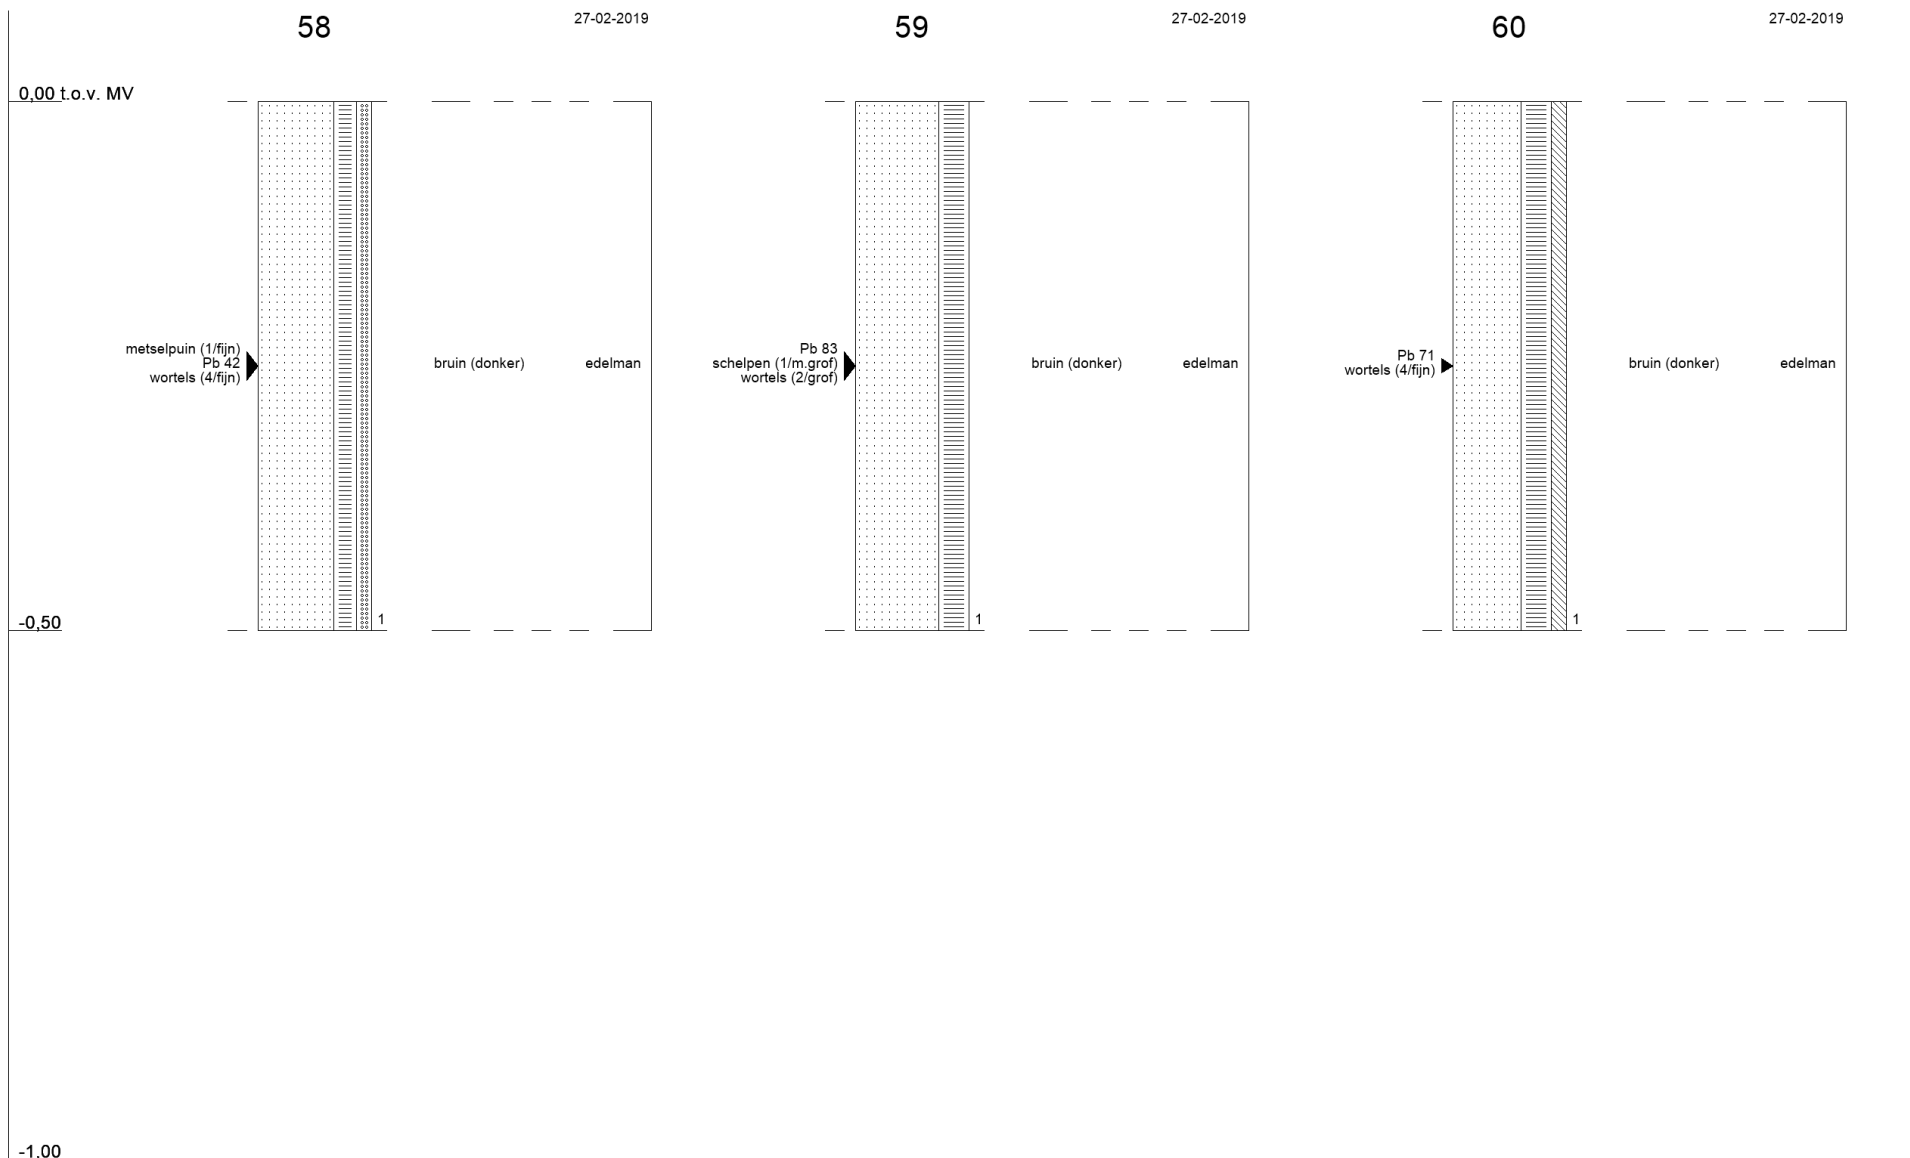 58
27-02-2019
59
27-02-2019
60
27-02-2019
0,00 t.o.v. MV
metselpuin (1/fijn)
Pb 42
wortels (4/fijn)
bruin (donker)
edelman
1
Pb 83
schelpen (1/m.grof)
wortels (2/grof)
bruin (donker)
edelman
1
Pb 71
wortels (4/fijn)
bruin (donker)
edelman
1
-0,50
-1,00